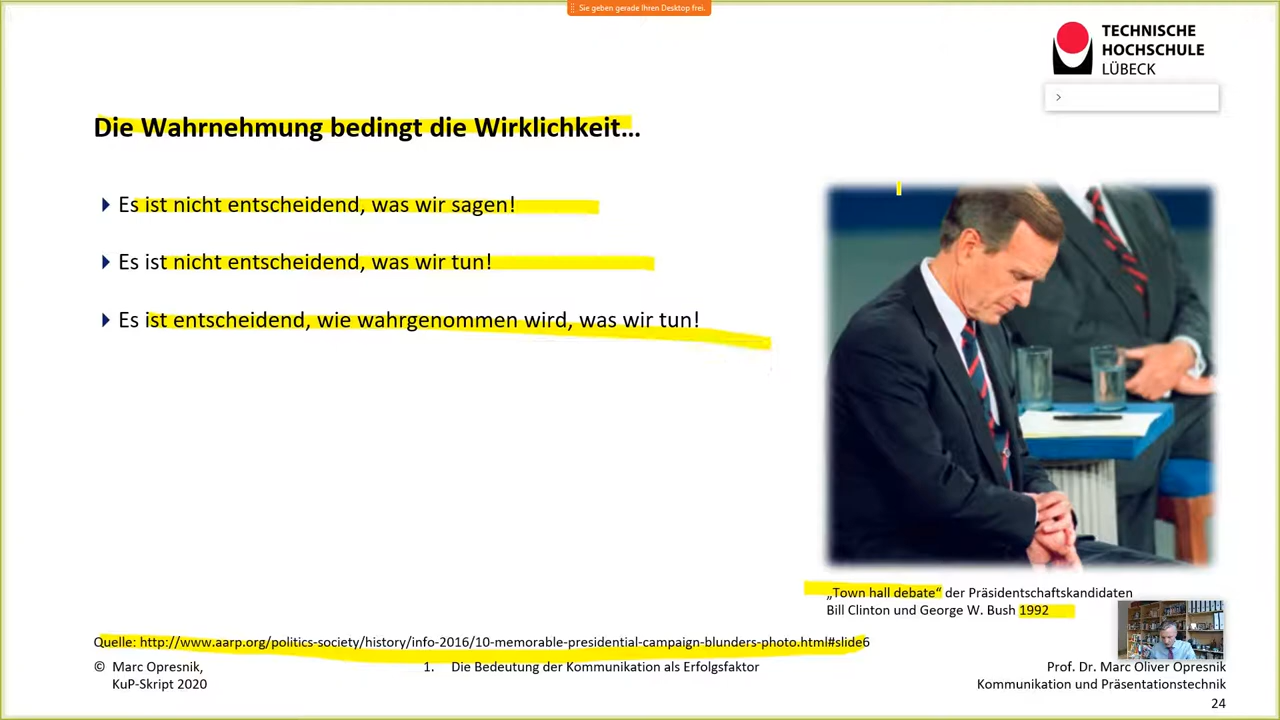 Sie geben gerade Ihren Desktop frei.
TECHNISCHE
HOCHSCHULE
LÜBECK
Die Wahrnehmung bedingt die Wirklichkeit...
Es ist nicht entscheidend, was wir sagen!
Es ist nicht entscheidend, was wir tun!
Es ist entscheidend, wie wahrgenommen wird, was wir tun!
„Town hall debate“ der Präsidentschaftskandidaten
Bill Clinton und George W. Bush 1992
Quelle: http://www.aarp.org/politics-society/history/info-2016/10-memorable-presidential-campaign-blunders-photo.html#slide6
© Marc Opresnik,
KuP-Skript 2020
1. Die Bedeutung der Kommunikation als Erfolgsfaktor
Prof. Dr. Marc Oliver Opresnik
Kommunikation und Präsentationstechnik
24